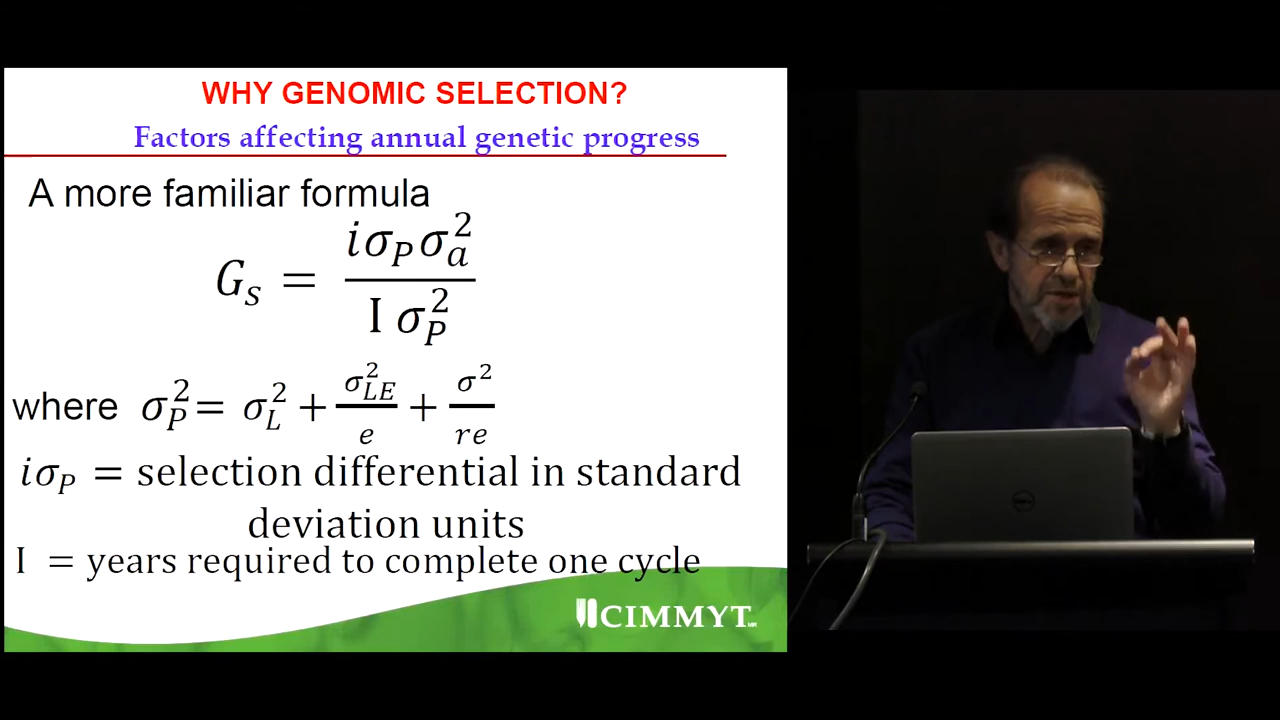 WHY GENOMIC SELECTION?
Factors affecting annual genetic progress
A more familiar formula
G_s = iσ_P σ_a^2 / I σ_P^2
where σ_P^2 = σ_L^2 + σ_LE^2 / e + σ^2 / re
iσ_P = selection differential in standard
deviation units
I = years required to complete one cycle
CIMMYT